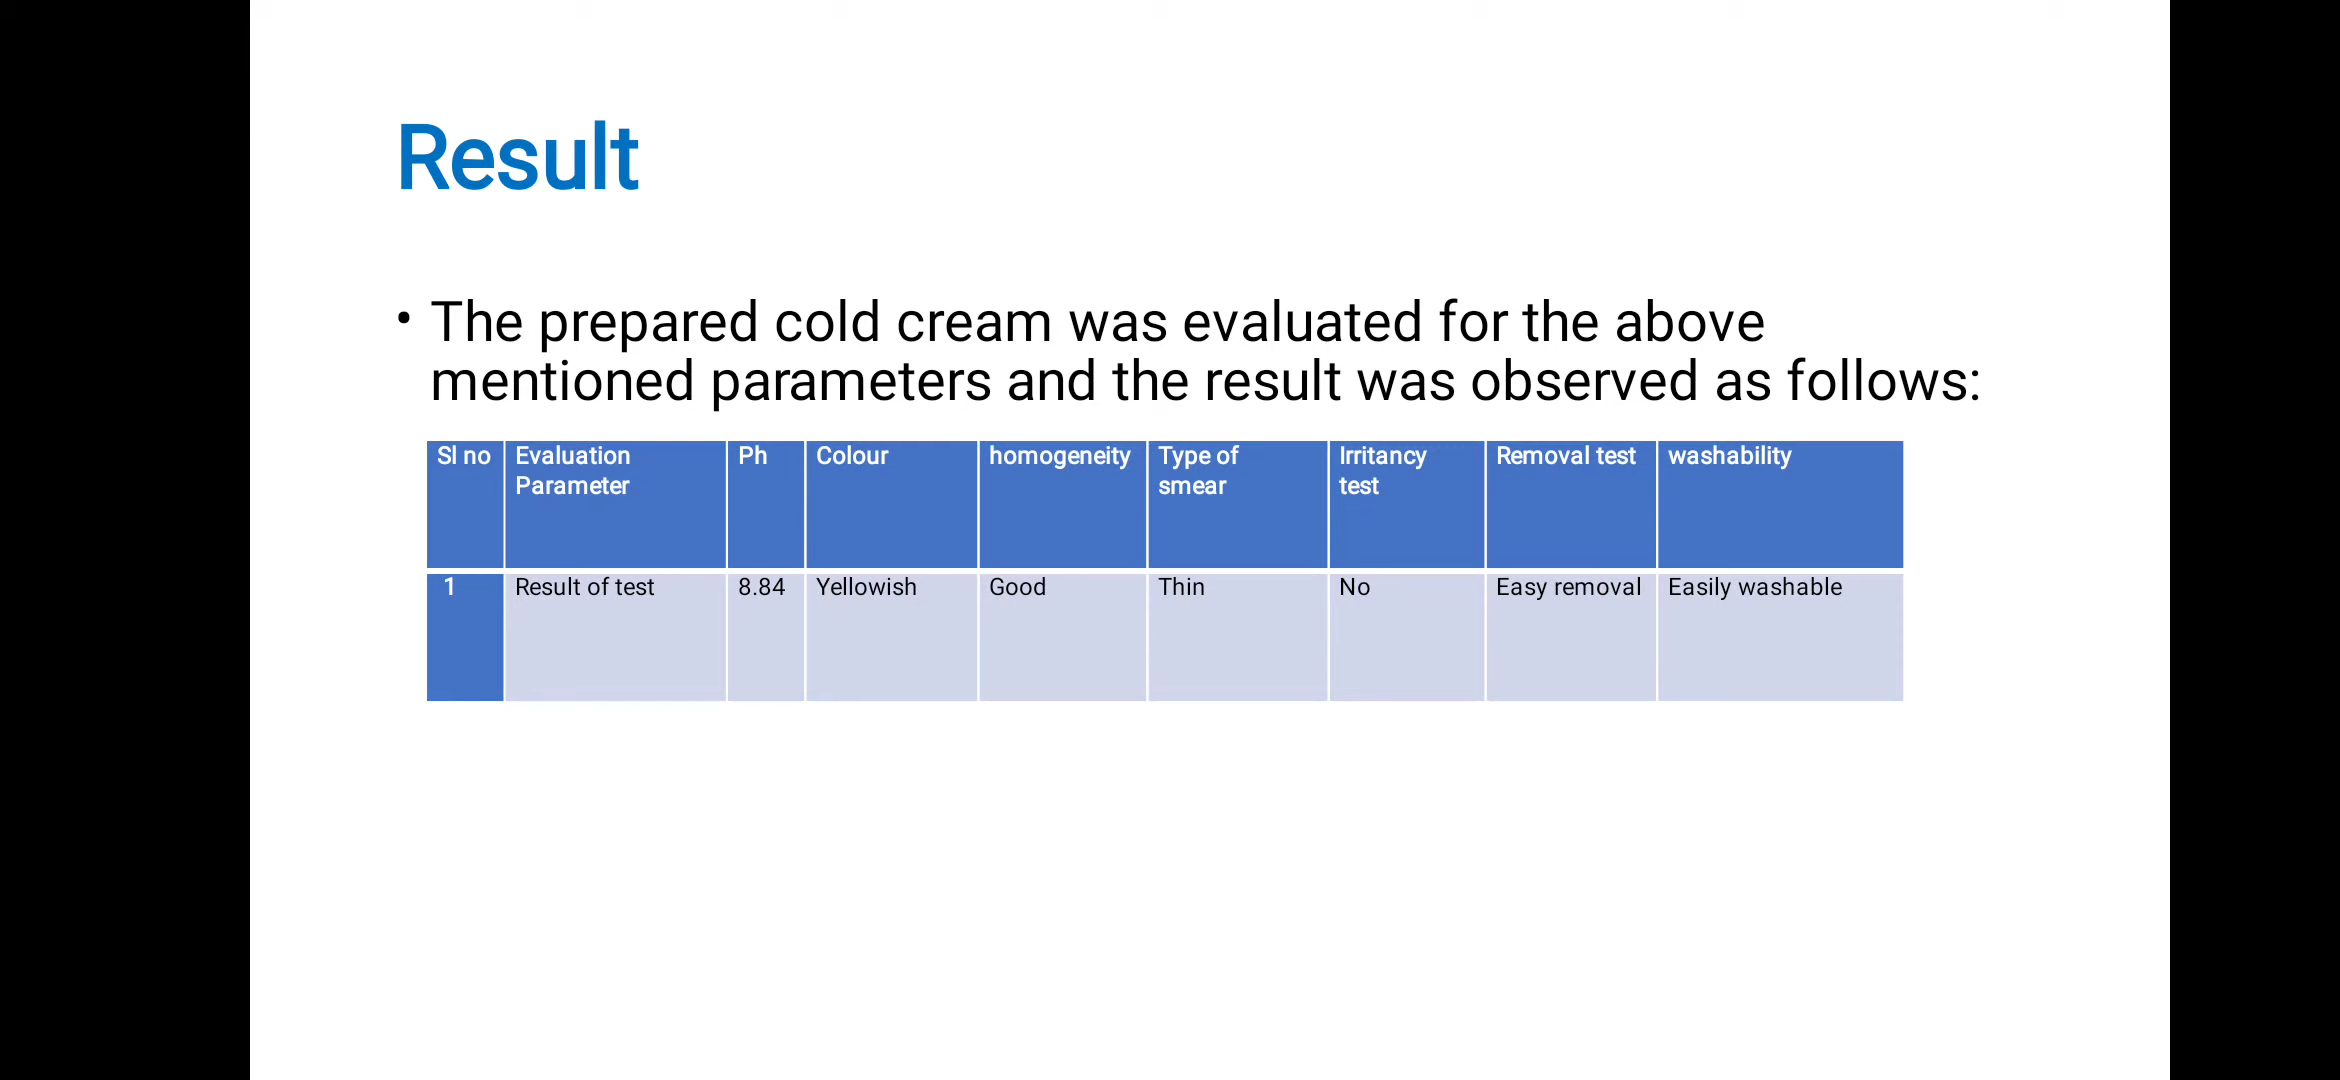 Result
• The prepared cold cream was evaluated for the above
mentioned parameters and the result was observed as follows:
Sl no Evaluation Parameter Ph Colour homogeneity Type of smear Irritancy test Removal test washability
1 Result of test 8.84 Yellowish Good Thin No Easy removal Easily washable